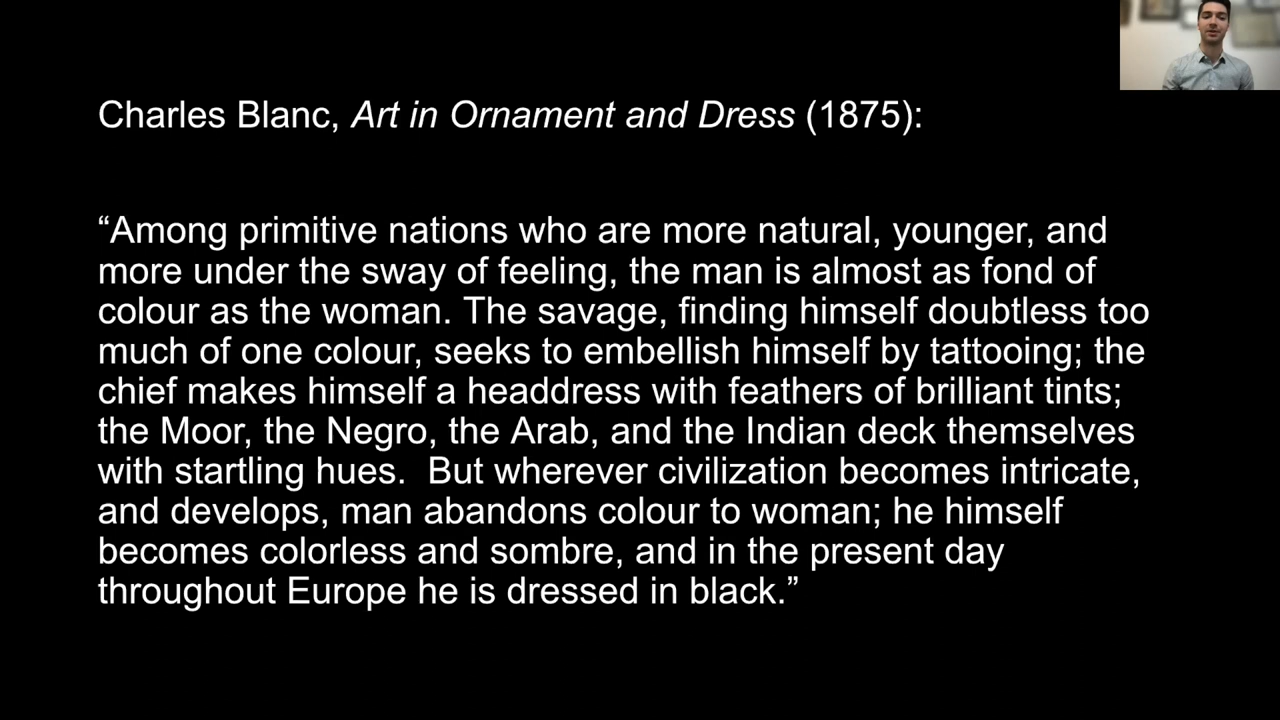 Charles Blanc, Art in Ornament and Dress (1875):
“Among primitive nations who are more natural, younger, and
more under the sway of feeling, the man is almost as fond of
colour as the woman. The savage, finding himself doubtless too
much of one colour, seeks to embellish himself by tattooing; the
chief makes himself a headdress with feathers of brilliant tints;
the Moor, the Negro, the Arab, and the Indian deck themselves
with startling hues.  But wherever civilization becomes intricate,
and develops, man abandons colour to woman; he himself
becomes colorless and sombre, and in the present day
throughout Europe he is dressed in black.”